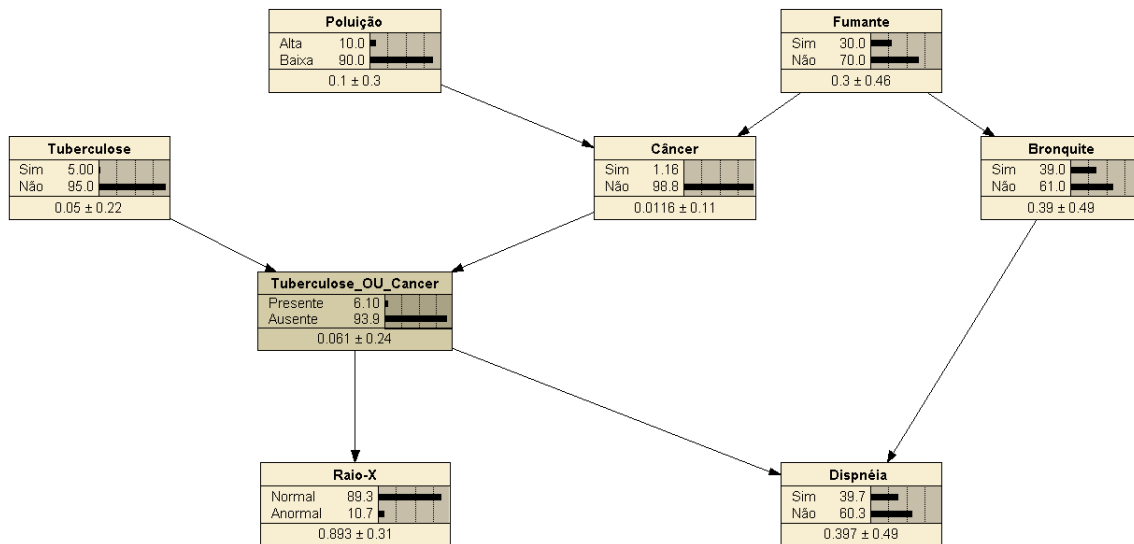 Poluição
Alta 10.0
Baixa 90.0
0.1 ± 0.3
Fumante
Sim 30.0
Não 70.0
0.3 ± 0.46
Tuberculose
Sim 5.00
Não 95.0
0.05 ± 0.22
Câncer
Sim 1.16
Não 98.8
0.0116 ± 0.11
Bronquite
Sim 39.0
Não 61.0
0.39 ± 0.49
Tuberculose_OU_Cancer
Presente 6.10
Ausente 93.9
0.061 ± 0.24
Raio-X
Normal 89.3
Anormal 10.7
0.893 ± 0.31
Dispnéia
Sim 39.7
Não 60.3
0.397 ± 0.49